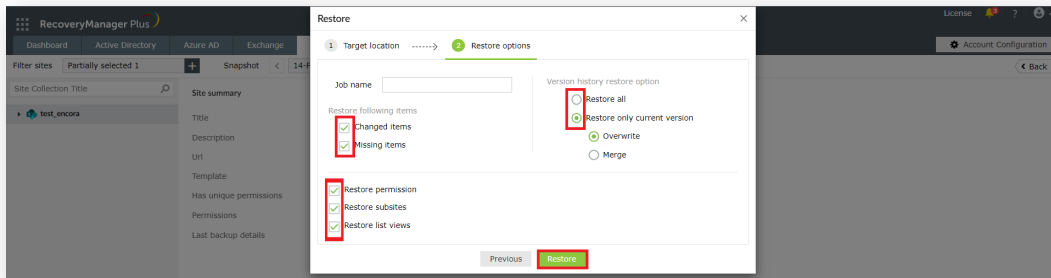 RecoveryManager Plus
License
?
Dashboard
Active Directory
Azure AD
Exchange
Account Configuration
Filter sites
Partially selected 1
+
Snapshot
<
14-F
< Back
Site Collection Title
test_encora
Site summary
Title
Description
Url
Template
Has unique permissions
Permissions
Last backup details
Restore
×
1 Target location
2 Restore options
Job name
Restore following items
Changed items
Missing items
Version history restore option
Restore all
Restore only current version
Overwrite
Merge
Restore permission
Restore subsites
Restore list views
Previous
Restore